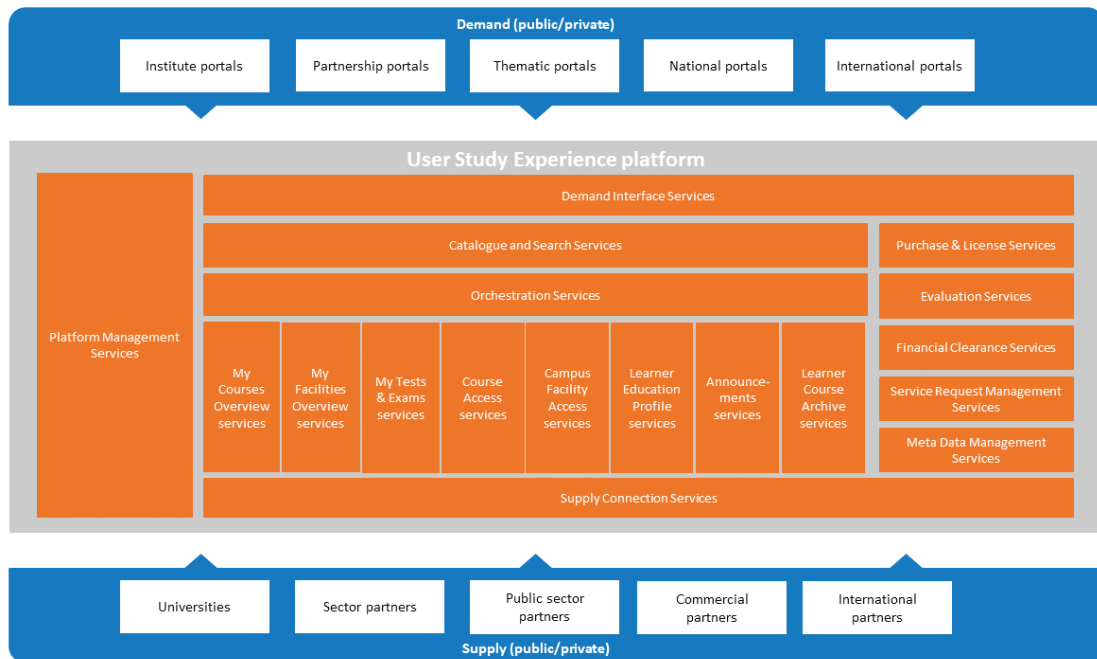 Demand (public/private)
Institute portals
Partnership portals
Thematic portals
National portals
International portals
User Study Experience platform
Platform Management
Services
Demand Interface Services
Catalogue and Search Services
Purchase & License Services
Orchestration Services
Evaluation Services
Financial Clearance Services
Service Request Management
Services
Meta Data Management
Services
My
Courses
Overview
services
My
Facilities
Overview
services
My Tests
& Exams
services
Course
Access
services
Campus
Facility
Access
services
Learner
Education
Profile
services
Announce-
ments
services
Learner
Course
Archive
services
Supply Connection Services
Universities
Sector partners
Public sector
partners
Commercial
partners
International
partners
Supply (public/private)